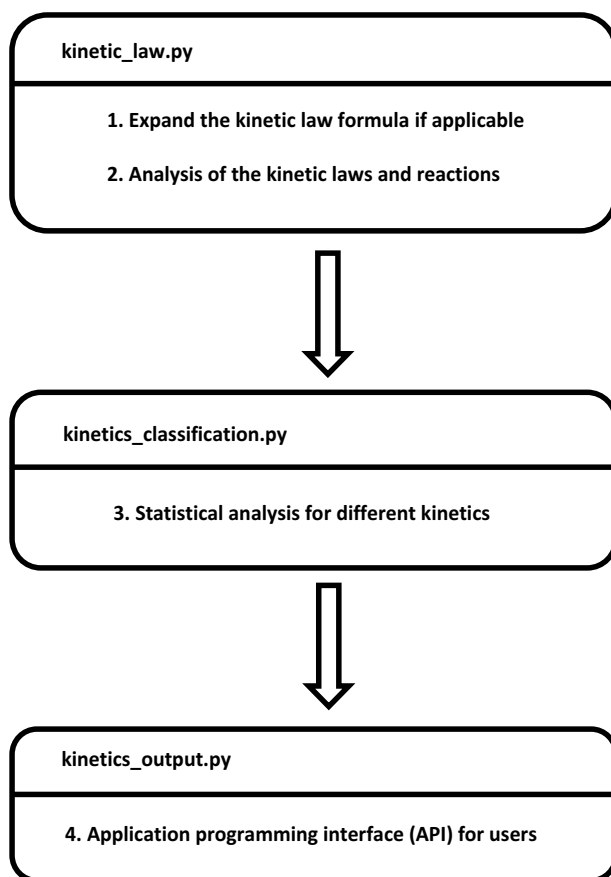 kinetic_law.py
1. Expand the kinetic law formula if applicable
2. Analysis of the kinetic laws and reactions
kinetics_classification.py
3. Statistical analysis for different kinetics
kinetics_output.py
4. Application programming interface (API) for users